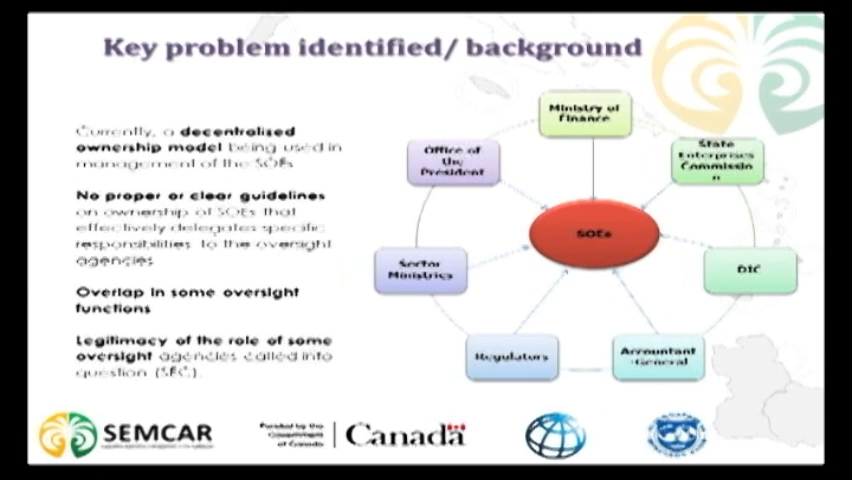 Key problem identified/ background
Currently, a decentralised
ownership model being used in
management of the SOEs
No proper or clear guidelines
on ownership of SOEs that
effectively delegates specific
responsibilities to the oversight
agencies
Overlap in some oversight
functions
Legitimacy of the role of some
oversight agencies called into
question (SEC).
Ministry of
Finance
Office of
the
President
State
Enterprises
Commissio
n
SOEs
Sector
Ministries
DIC
Regulators
Accountant
-General
SEMCAR
Funded by the
Government
of Canada
Canada